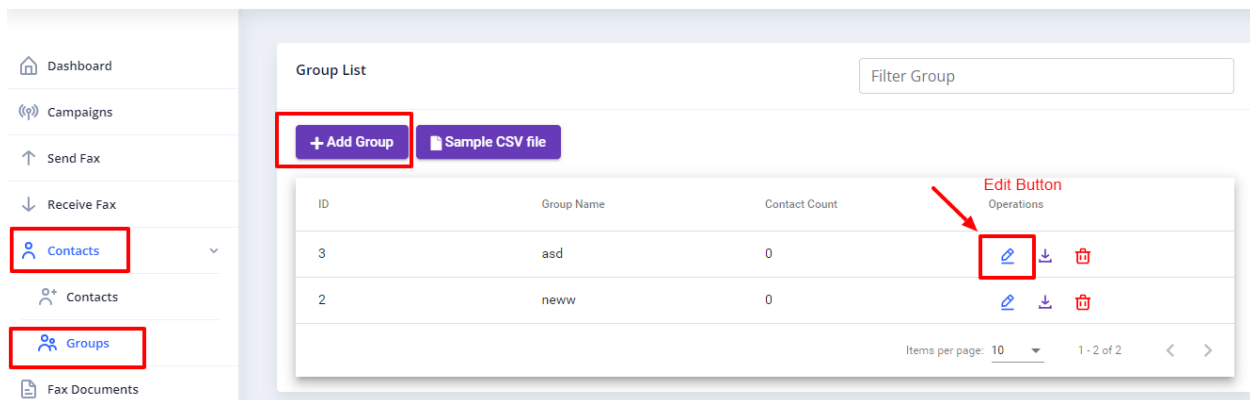 Dashboard
Campaigns
Send Fax
Receive Fax
Contacts
Contacts
Groups
Fax Documents
Group List
Filter Group
+ Add Group
Sample CSV file
Edit Button
ID Group Name Contact Count Operations
3 asd 0
2 neww 0
Items per page: 10 1 - 2 of 2